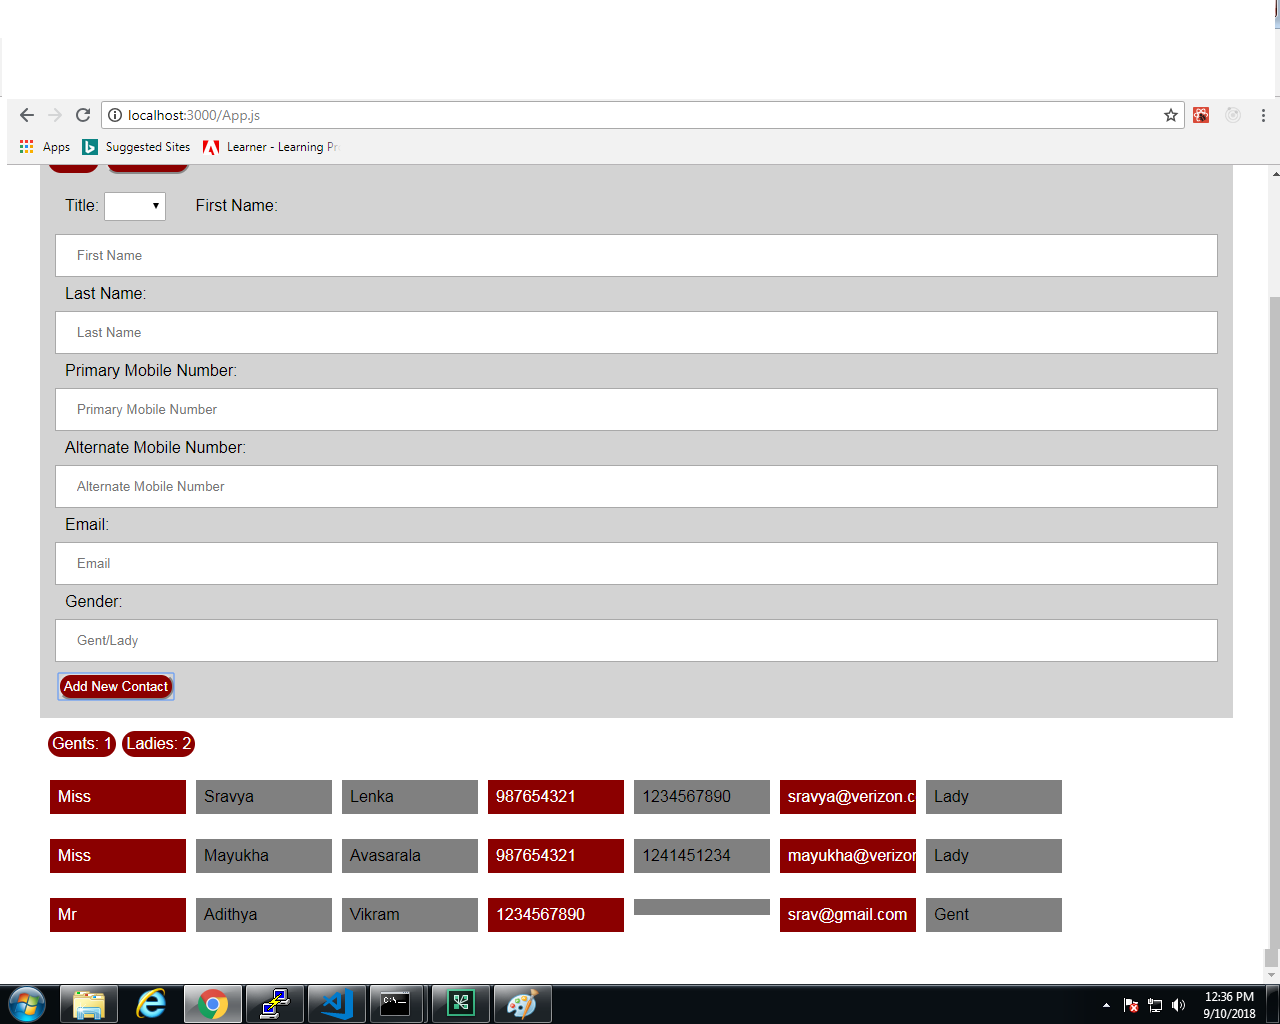 localhost:3000/App.js
Apps Suggested Sites Learner - Learning Pr
Title: First Name:
First Name
Last Name:
Last Name
Primary Mobile Number:
Primary Mobile Number
Alternate Mobile Number:
Alternate Mobile Number
Email:
Email
Gender:
Gent/Lady
Add New Contact
Gents: 1 Ladies: 2
Miss Sravya Lenka 987654321 1234567890 sravya@verizon.c Lady
Miss Mayukha Avasarala 987654321 1241451234 mayukha@verizon Lady
Mr Adithya Vikram 1234567890 srav@gmail.com Gent
C:\_
12:36 PM
9/10/2018